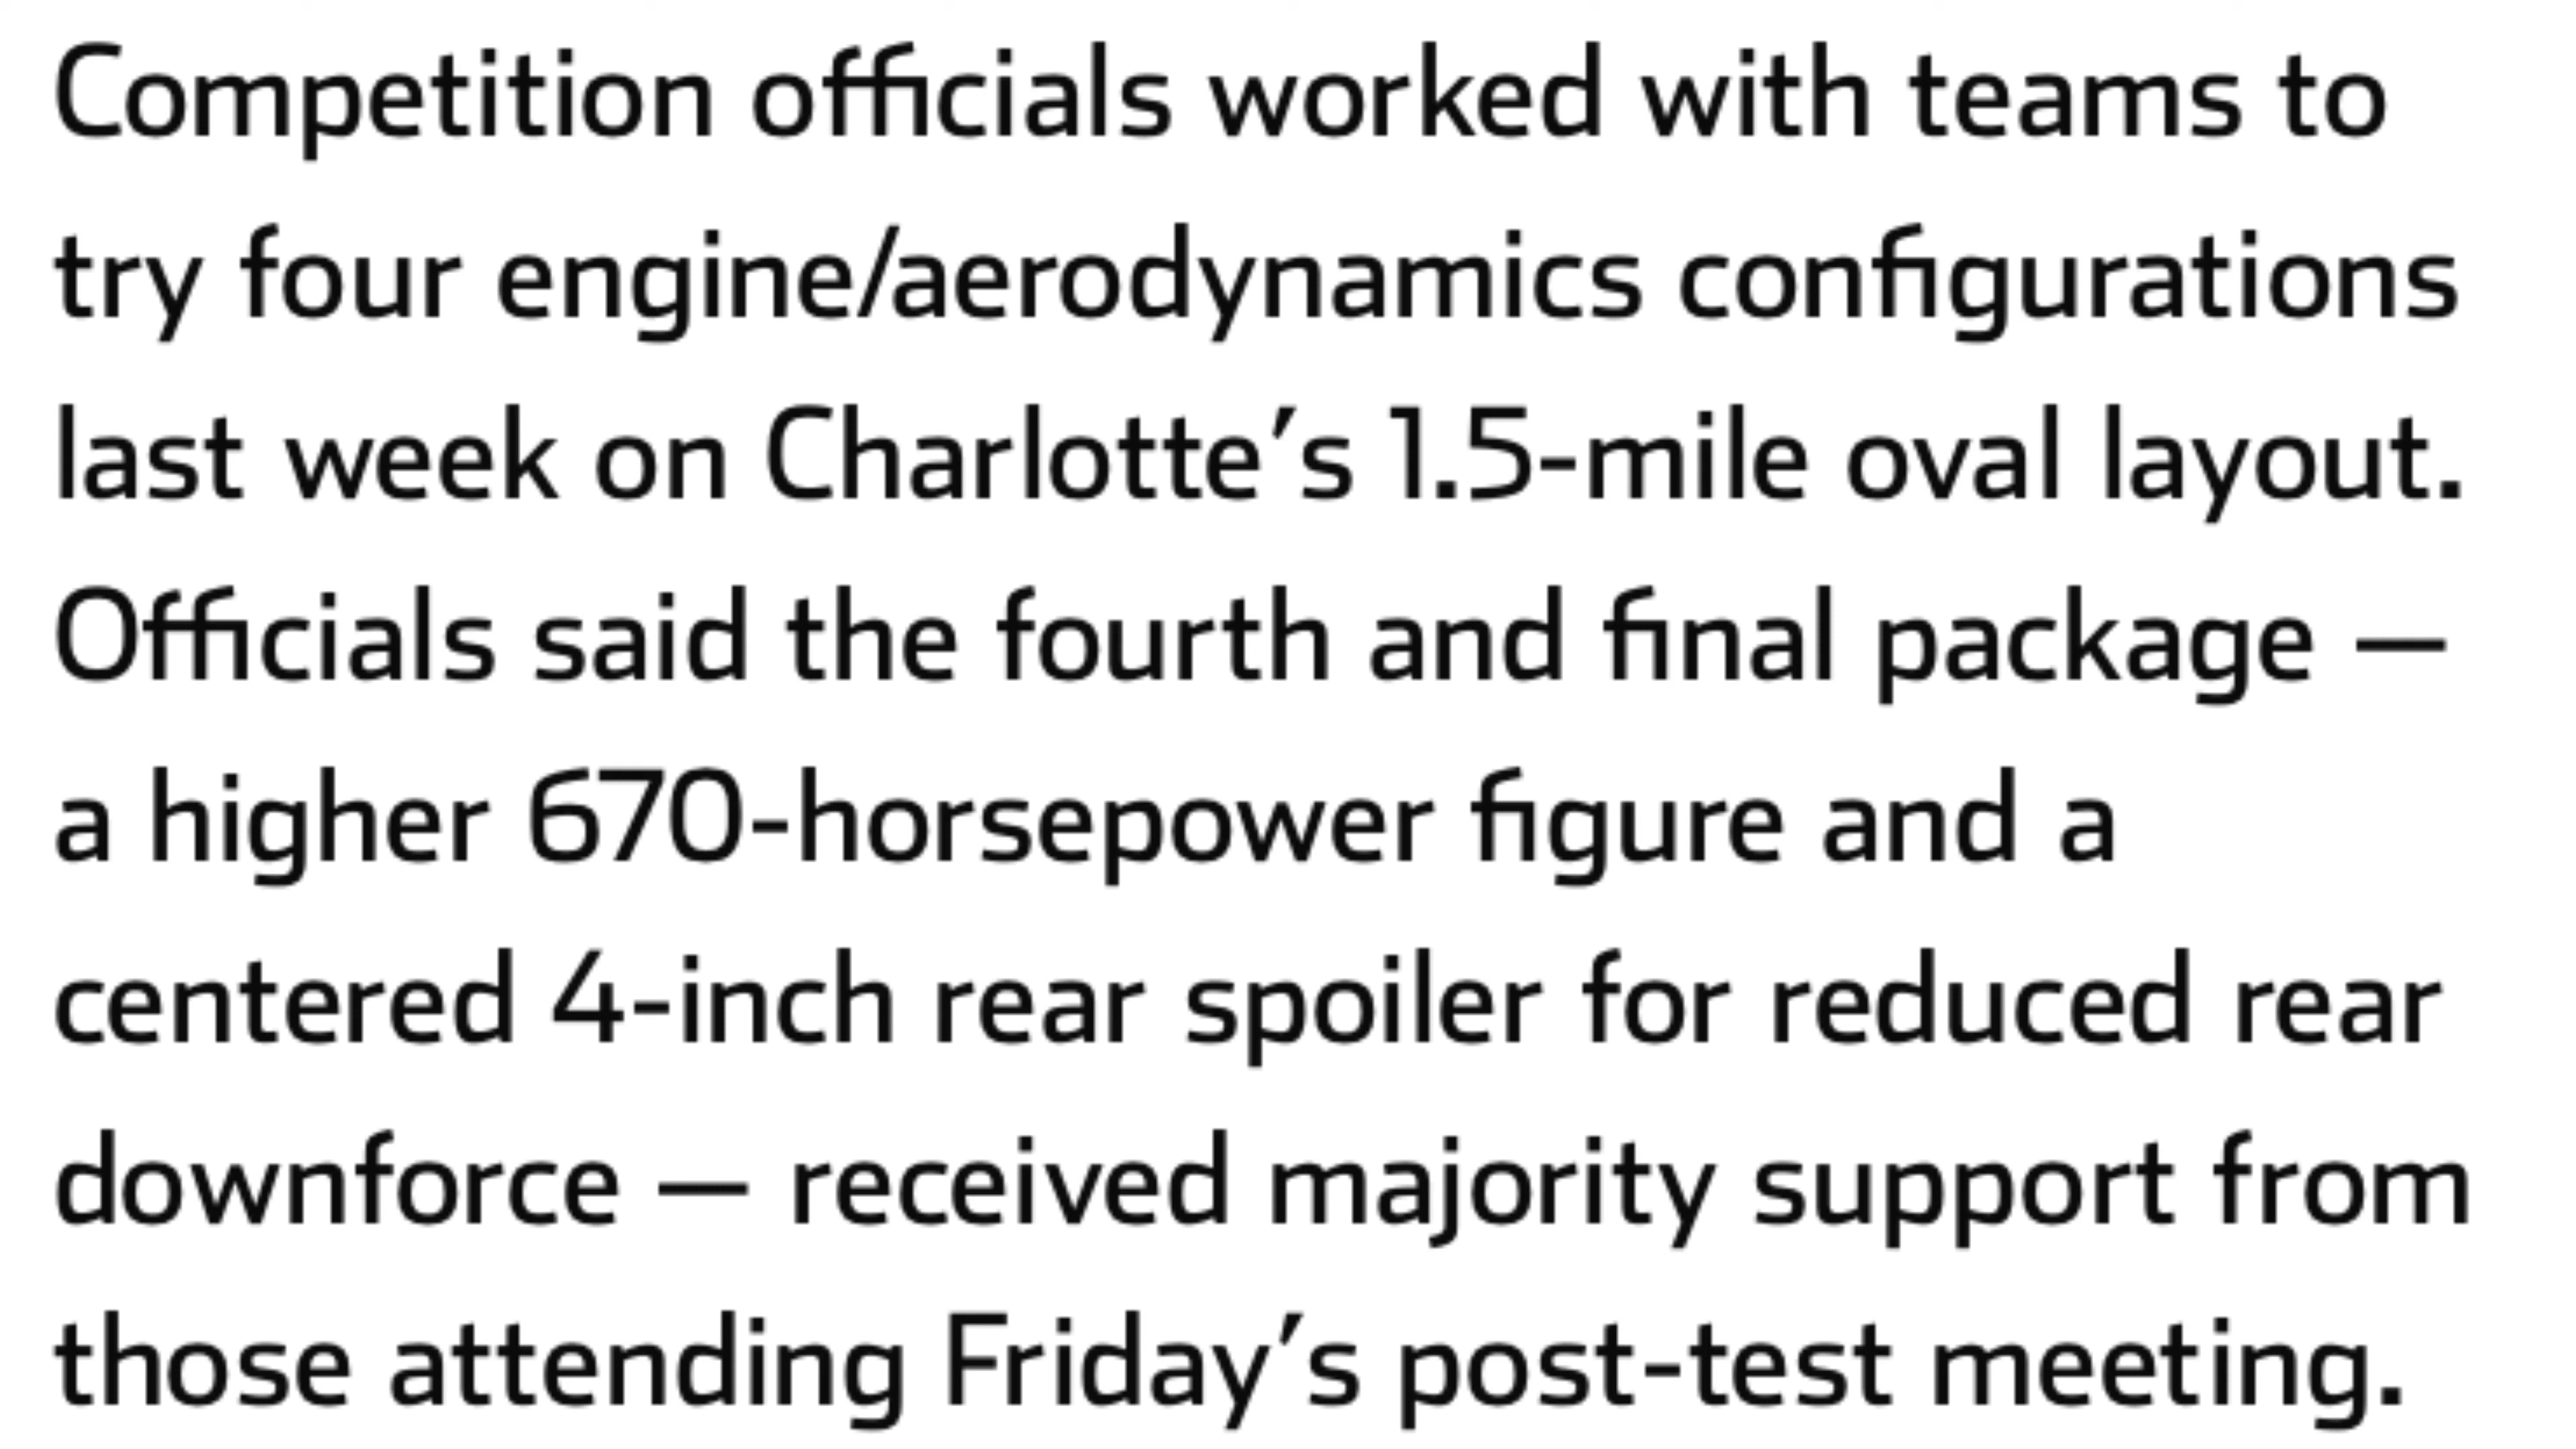 Competition officials worked with teams to
try four engine/aerodynamics configurations
last week on Charlotte’s 1.5-mile oval layout.
Officials said the fourth and final package —
a higher 670-horsepower figure and a
centered 4-inch rear spoiler for reduced rear
downforce — received majority support from
those attending Friday’s post-test meeting.